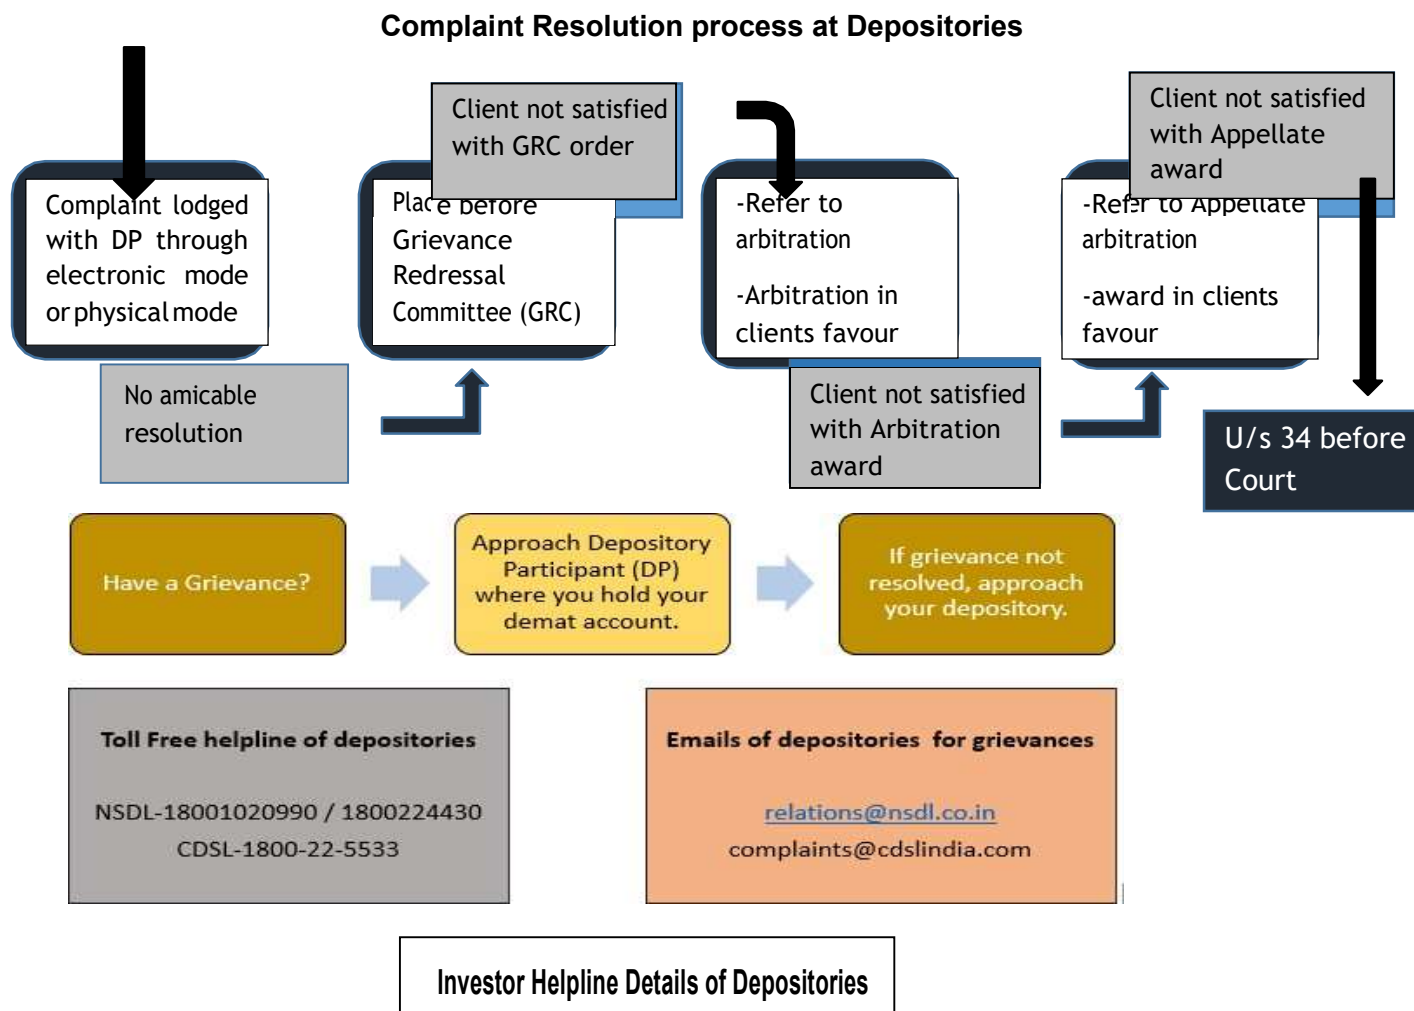 Complaint Resolution process at Depositories
Complaint lodged
with DP through
electronic mode
or physical mode
No amicable
resolution
Place before
Grievance
Redressal
Committee (GRC)
Client not satisfied
with GRC order
-Refer to
arbitration
-Arbitration in
clients favour
Client not satisfied
with Arbitration
award
-Refer to Appellate
arbitration
-award in clients
favour
Client not satisfied
with Appellate
award
U/s 34 before
Court
Have a Grievance?
Approach Depository
Participant (DP)
where you hold your
demat account.
If grievance not
resolved, approach
your depository.
Toll Free helpline of depositories
NSDL-18001020990 / 1800224430
CDSL-1800-22-5533
Emails of depositories for grievances
relations@nsdl.co.in
complaints@cdslindia.com
Investor Helpline Details of Depositories